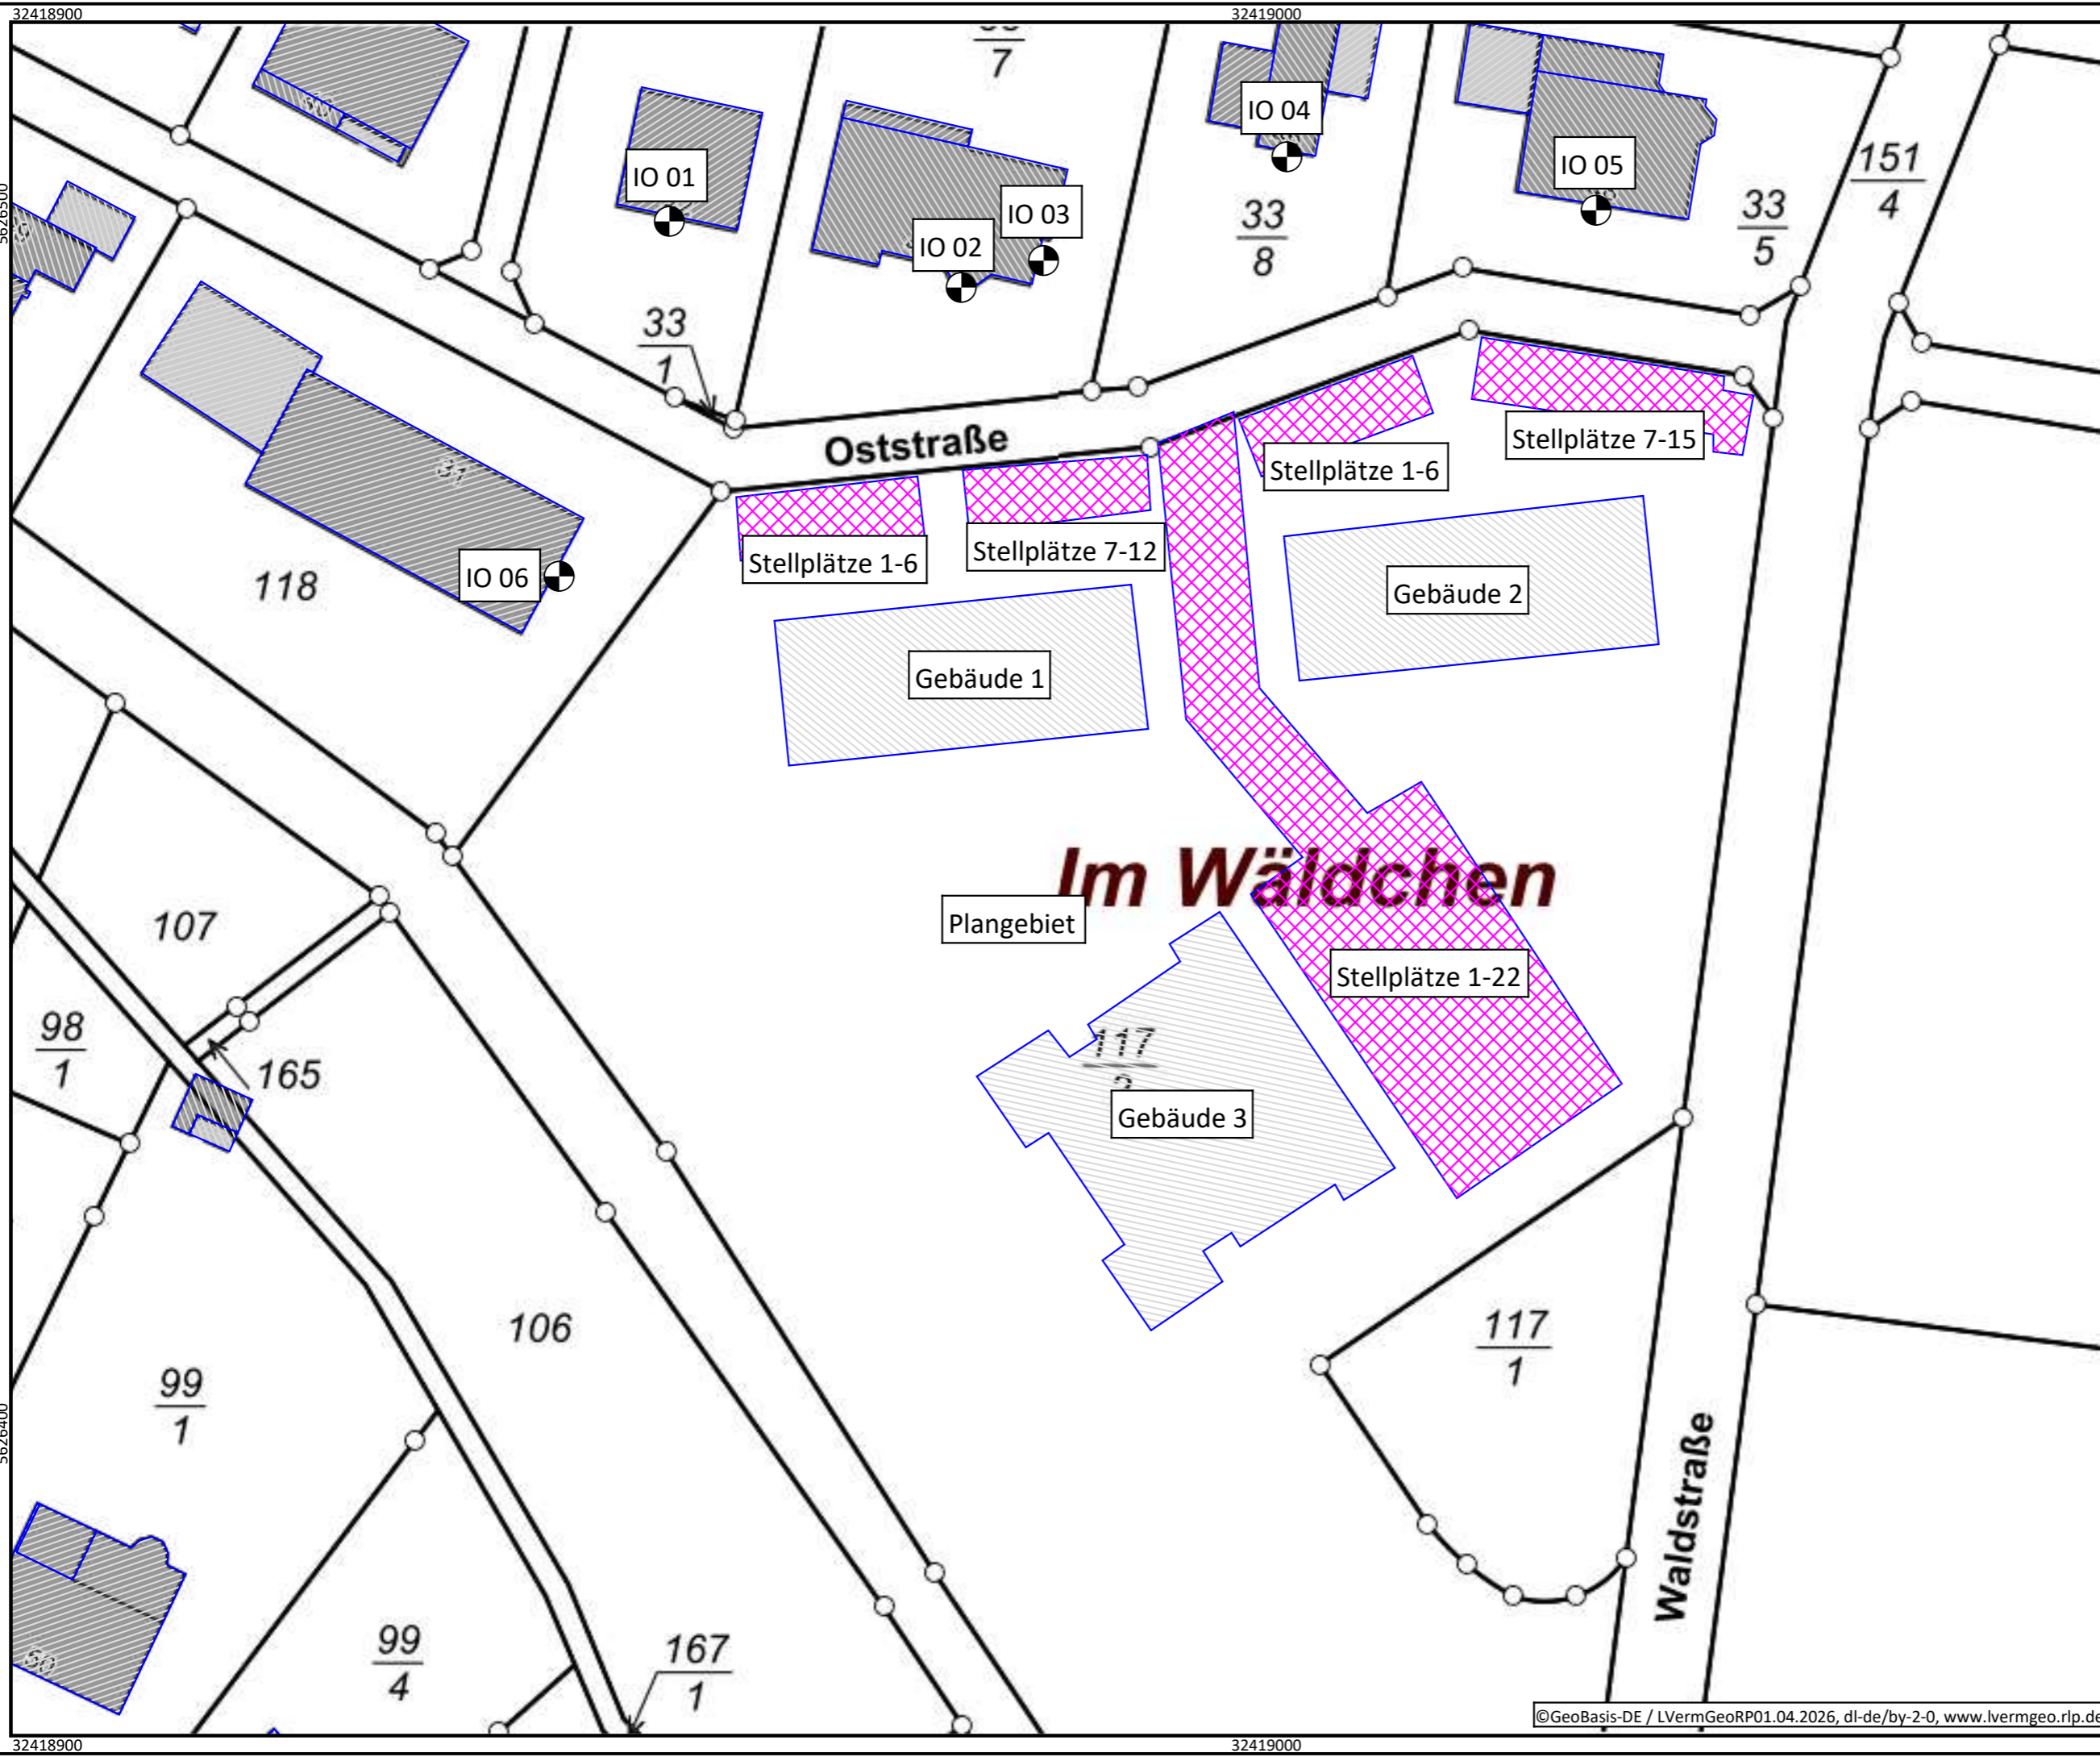 32418900
32419000
7
IO 04
IO 05
151
4
IO 01
IO 03
33
5
33
8
IO 02
5626500
33
1
Oststraße
Stellplätze 7-15
Stellplätze 1-6
Stellplätze 7-12
Stellplätze 1-6
IO 06
118
Gebäude 2
Gebäude 1
Im Wäldchen
Plangebiet
107
Stellplätze 1-22
98
1
117
165
Gebäude 3
106
117
1
99
1
5626400
Waldstraße
99
4
167
1
©GeoBasis-DE / LVermGeoRP01.04.2026, dl-de/by-2-0, www.lvermgeo.rlp.de
32418900
32419000